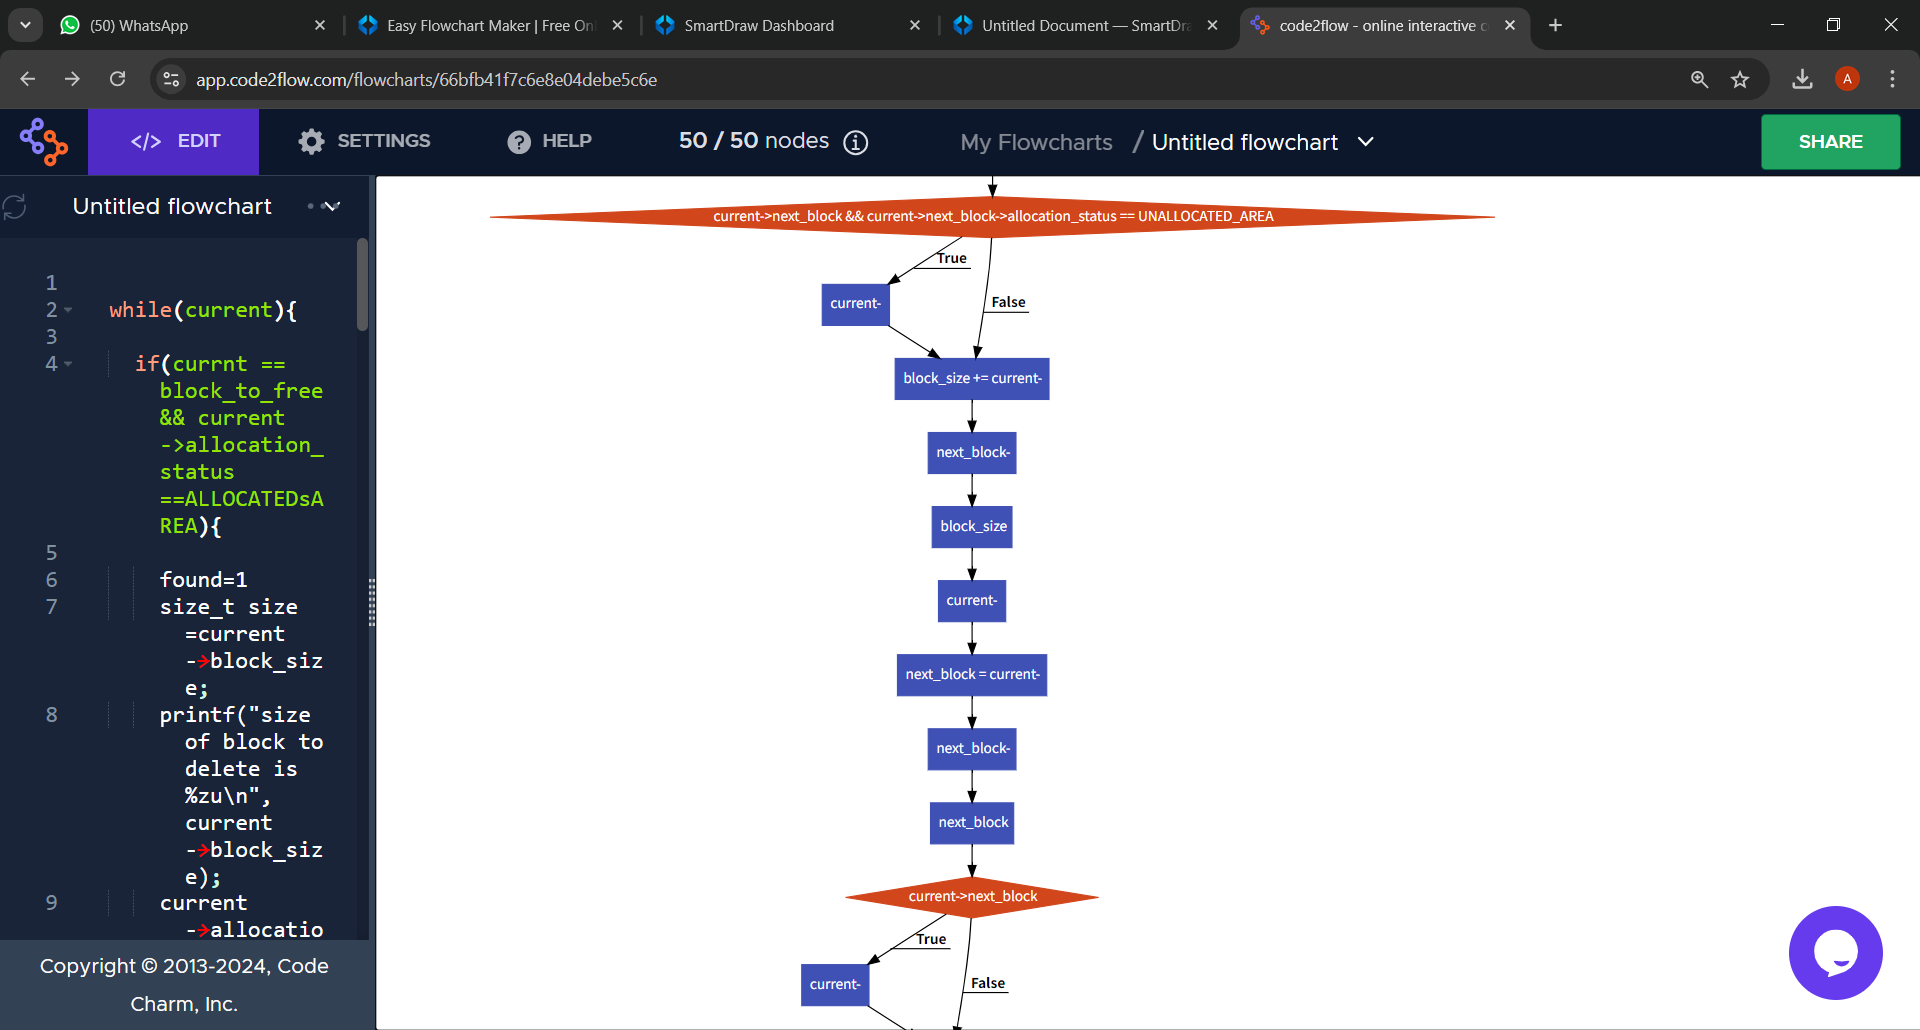 (50) WhatsApp
Easy Flowchart Maker | Free On
SmartDraw Dashboard
Untitled Document — SmartDra
code2flow - online interactive c
app.code2flow.com/flowcharts/66bfb41f7c6e8e04debe5c6e
A
</> EDIT
SETTINGS
HELP
50 / 50 nodes
My Flowcharts / Untitled flowchart
SHARE
Untitled flowchart
1
2 while(current){
3
4 if(currnt ==
block_to_free
&& current
->allocation_
status
==ALLOCATEDsA
REA){
5
6 found=1
7 size_t size
=current
->block_siz
e;
8 printf("size
of block to
delete is
%zu\n",
current
->block_siz
e);
9 current
->allocatio
Copyright © 2013-2024, Code
Charm, Inc.
current->next_block && current->next_block->allocation_status == UNALLOCATED_AREA
True
current-
False
block_size += current-
next_block-
block_size
current-
next_block = current-
next_block-
next_block
current->next_block
True
current-
False